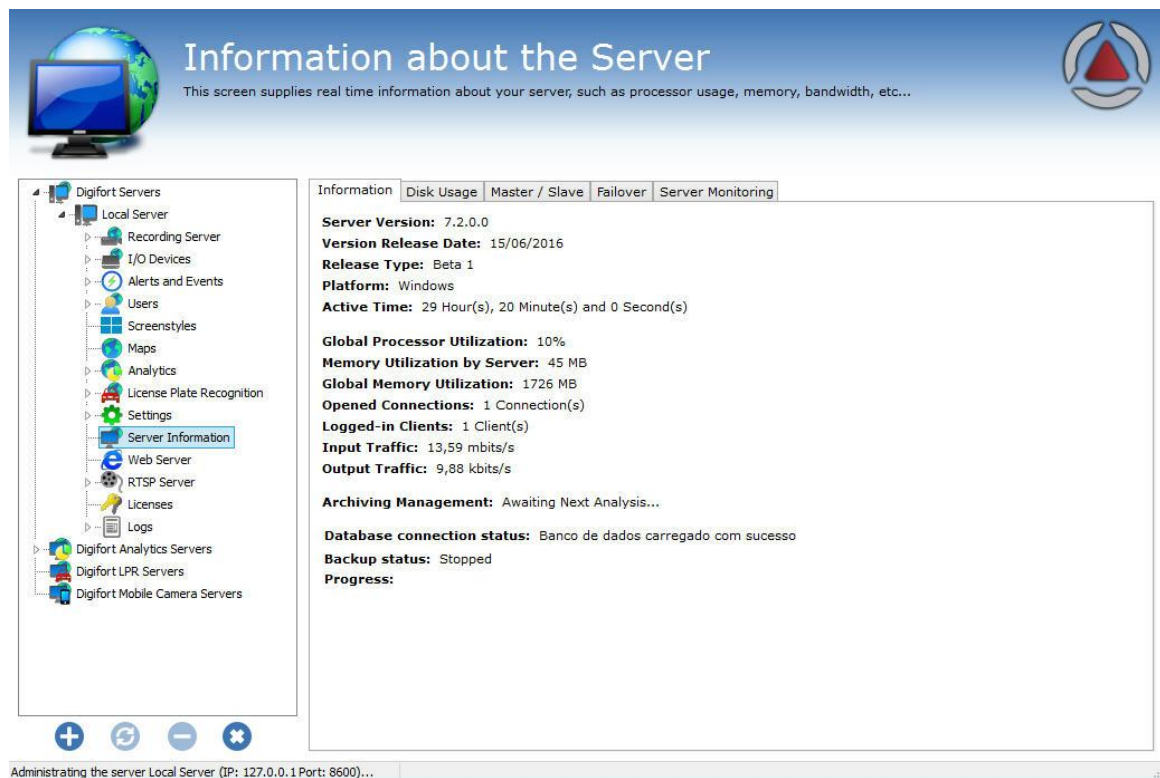 Information about the Server
This screen supplies real time information about your server, such as processor usage, memory, bandwidth, etc...
Digifort Servers
Local Server
Recording Server
I/O Devices
Alerts and Events
Users
Screenstyles
Maps
Analytics
License Plate Recognition
Settings
Server Information
Web Server
RTSP Server
Licenses
Logs
Digifort Analytics Servers
Digifort LPR Servers
Digifort Mobile Camera Servers
Information Disk Usage Master / Slave Failover Server Monitoring
Server Version: 7.2.0.0
Version Release Date: 15/06/2016
Release Type: Beta 1
Platform: Windows
Active Time: 29 Hour(s), 20 Minute(s) and 0 Second(s)
Global Processor Utilization: 10%
Memory Utilization by Server: 45 MB
Global Memory Utilization: 1726 MB
Opened Connections: 1 Connection(s)
Logged-in Clients: 1 Client(s)
Input Traffic: 13,59 mbits/s
Output Traffic: 9,88 kbits/s
Archiving Management: Awaiting Next Analysis...
Database connection status: Banco de dados carregado com sucesso
Backup status: Stopped
Progress:
Administrating the server Local Server (IP: 127.0.0.1 Port: 8600)...